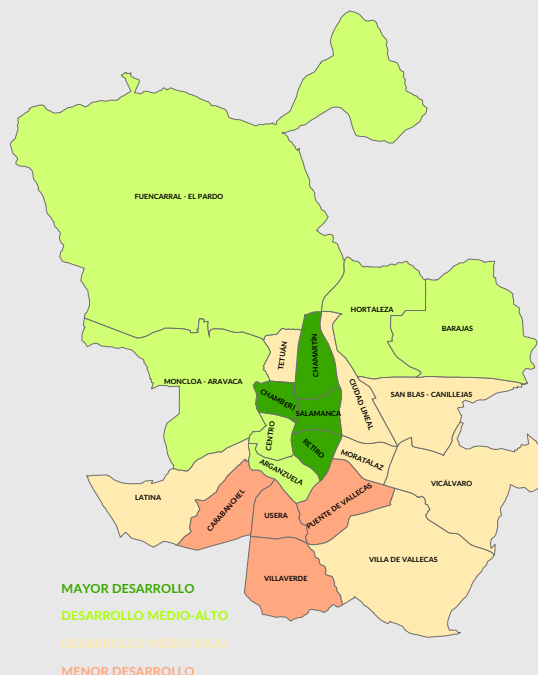 FUENCARRAL - EL PARDO
HORTALEZA
BARAJAS
TETUÁN
CHAMARTÍN
MONCLOA - ARAVACA
CIUDAD LINEAL
SAN BLAS - CANILLEJAS
CHAMBERÍ
SALAMANCA
CENTRO
RETIRO
MORATALAZ
ARGANZUELA
VICÁLVARO
LATINA
CARABANCHEL
USERA
PUENTE DE VALLECAS
VILLA DE VALLECAS
VILLAVERDE
MAYOR DESARROLLO
DESARROLLO MEDIO-ALTO
MENOR DESARROLLO